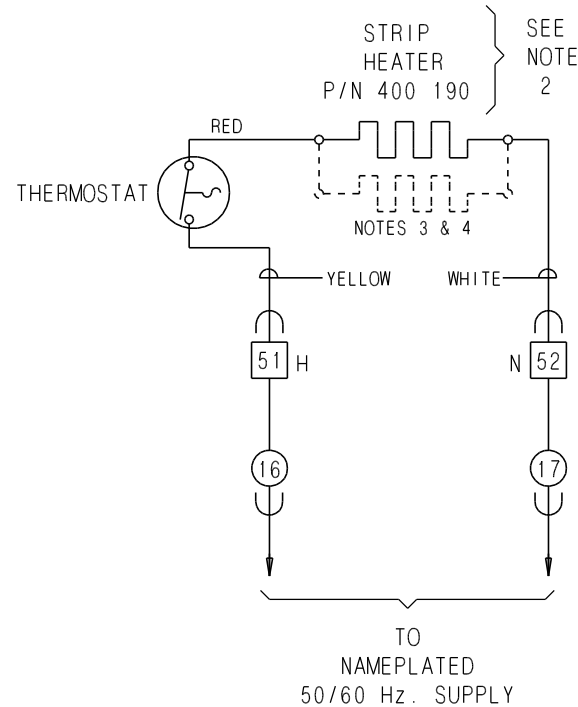 STRIP
HEATER
P/N 400 190
SEE
NOTE
2
RED
THERMOSTAT
NOTES 3 & 4
YELLOW
WHITE
51 H
N 52
16
17
TO
NAMEPLATED
50/60 Hz. SUPPLY